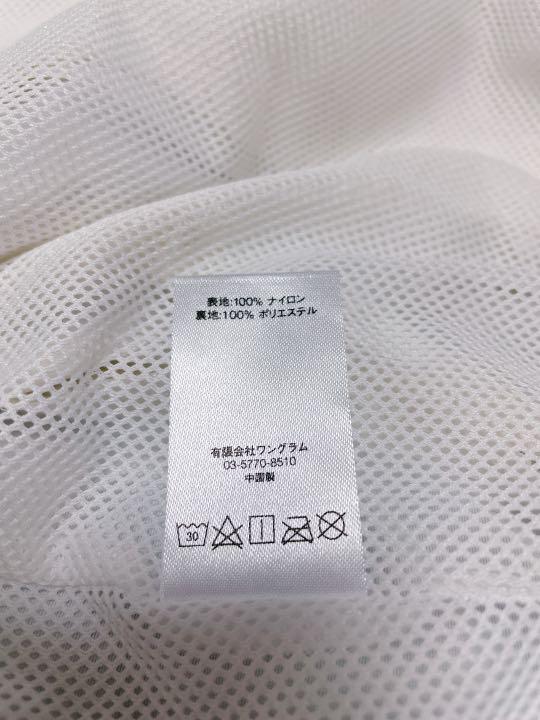 表地:100% ナイロン
裏地:100% ポリエステル
有限会社ワングラム
03-5770-8510
中国製
30